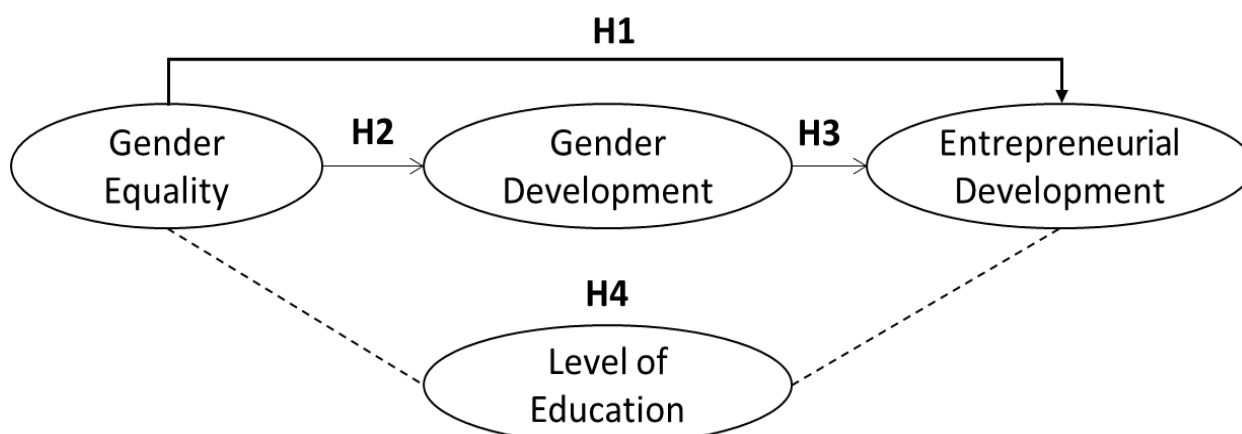 H1
Gender
Equality
H2
Gender
Development
H3
Entrepreneurial
Development
H4
Level of
Education